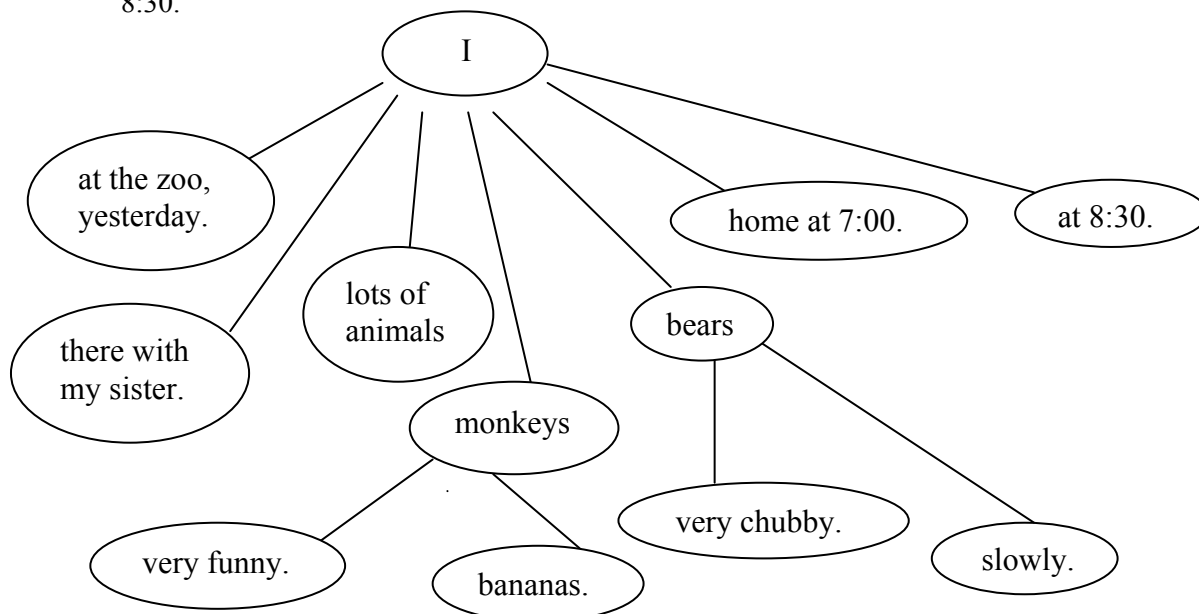 8:30.
I
at the zoo,
yesterday.
home at 7:00.
at 8:30.
lots of
animals
bears
there with
my sister.
monkeys
very chubby.
very funny.
slowly.
bananas.